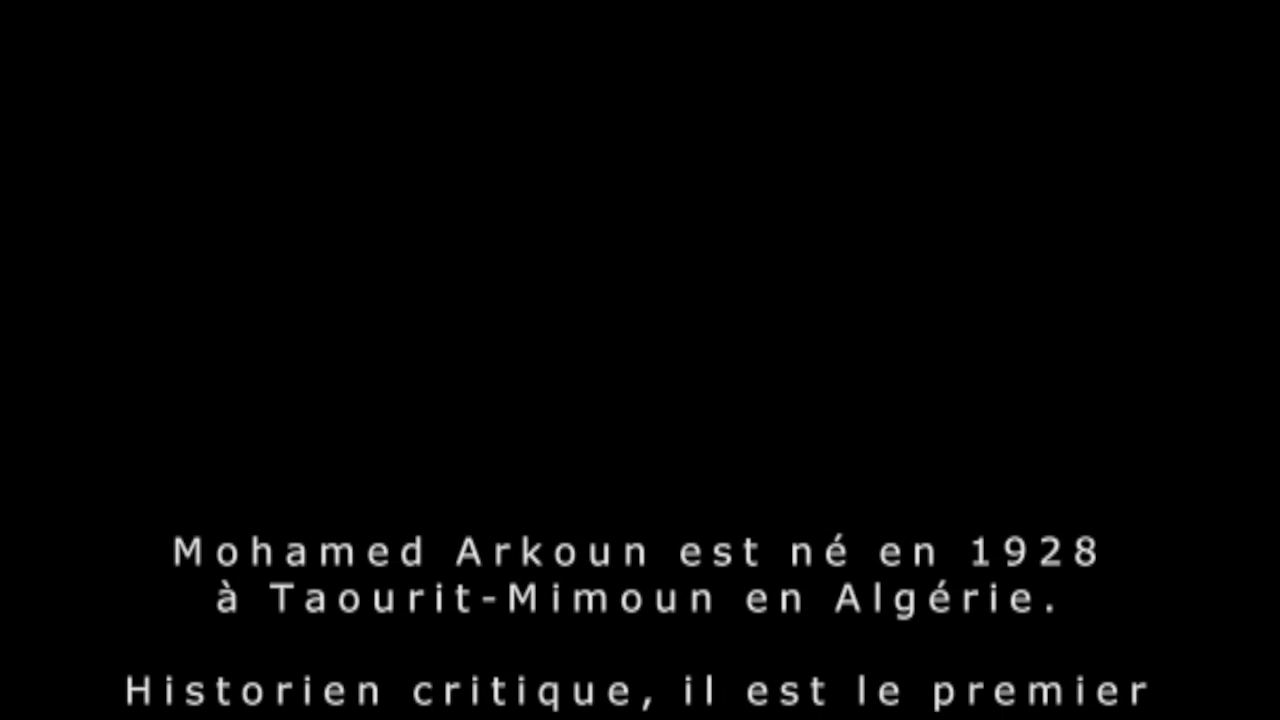 Mohamed Arkoun est né en 1928
à Taourit-Mimoun en Algérie.
Historien critique, il est le premier